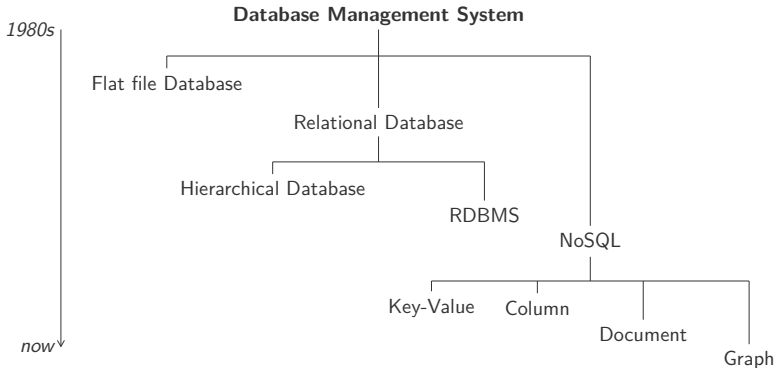 Database Management System
1980s
Flat file Database
Relational Database
Hierarchical Database
RDBMS
NoSQL
Key-Value
Column
Document
now
Graph